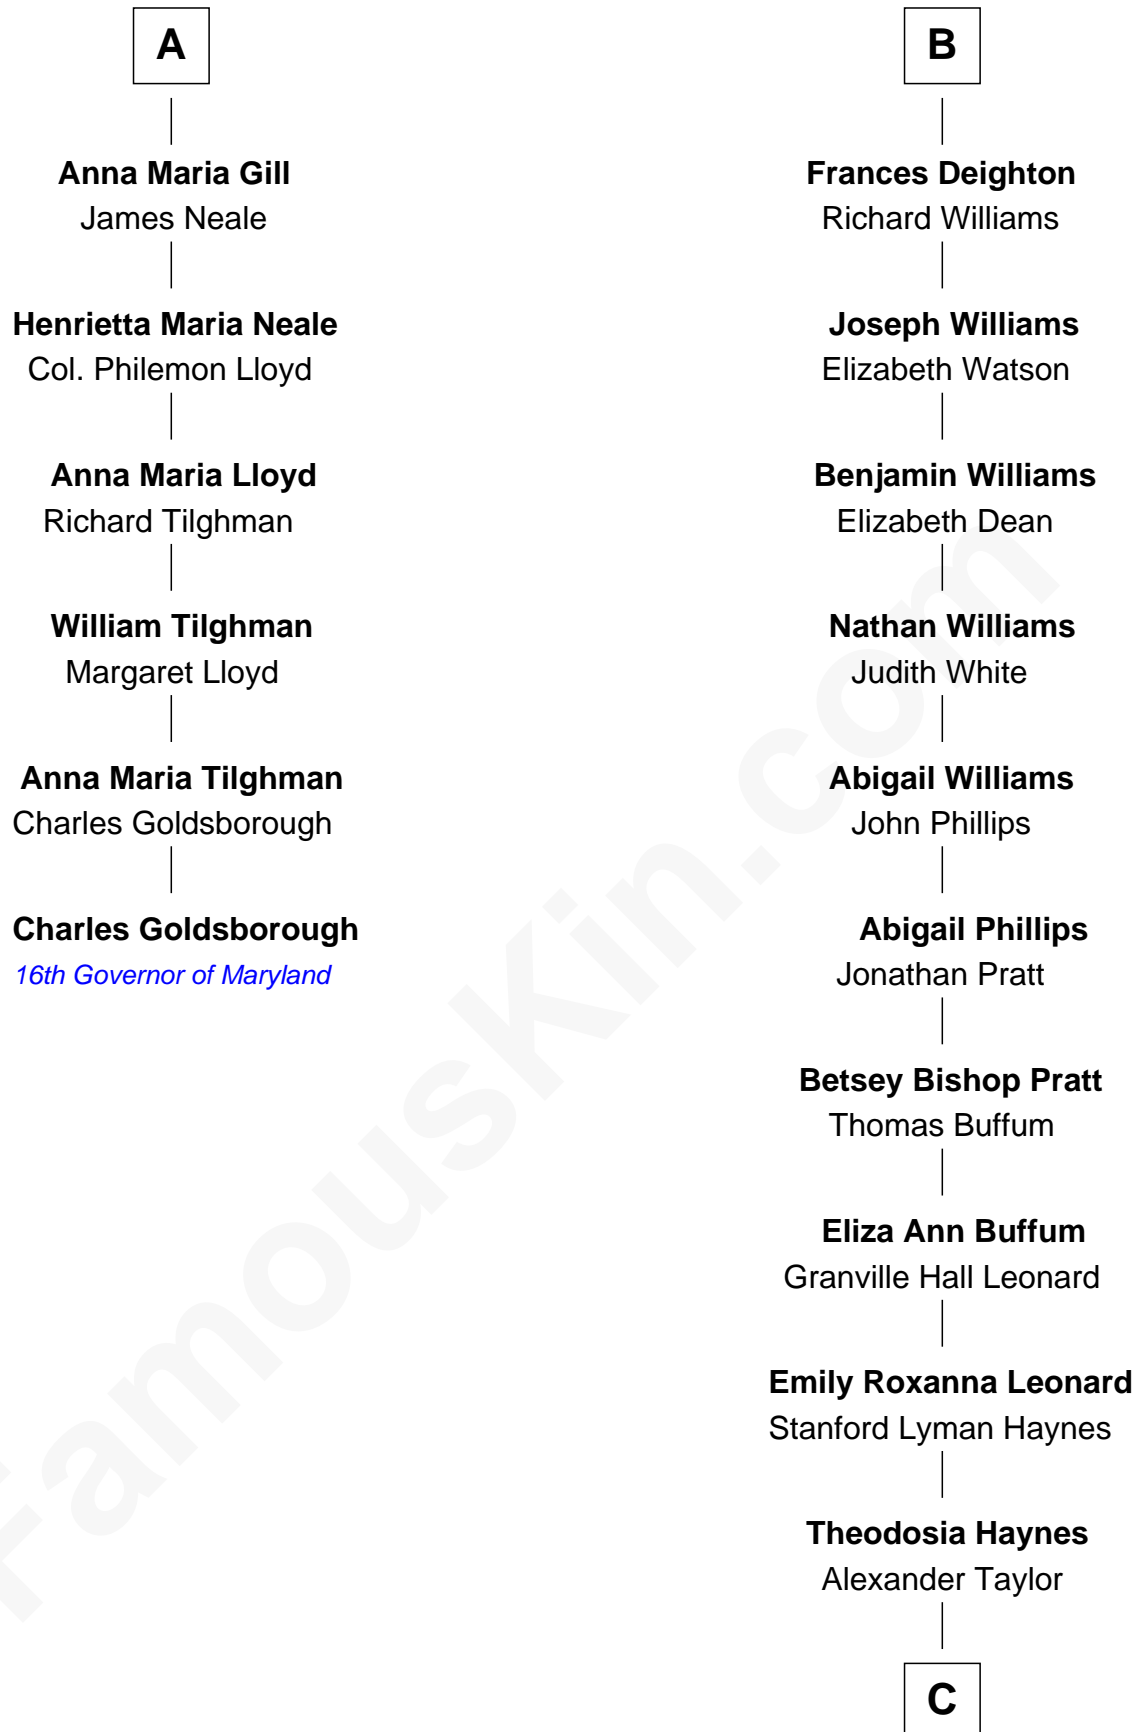 A
Anna Maria Gill
James Neale
Henrietta Maria Neale
Col. Philemon Lloyd
Anna Maria Lloyd
Richard Tilghman
William Tilghman
Margaret Lloyd
Anna Maria Tilghman
Charles Goldsborough
Charles Goldsborough
16th Governor of Maryland
B
Frances Deighton
Richard Williams
Joseph Williams
Elizabeth Watson
Benjamin Williams
Elizabeth Dean
Nathan Williams
Judith White
Abigail Williams
John Phillips
Abigail Phillips
Jonathan Pratt
Betsey Bishop Pratt
Thomas Buffum
Eliza Ann Buffum
Granville Hall Leonard
Emily Roxanna Leonard
Stanford Lyman Haynes
Theodosia Haynes
Alexander Taylor
C
FamousKin.com